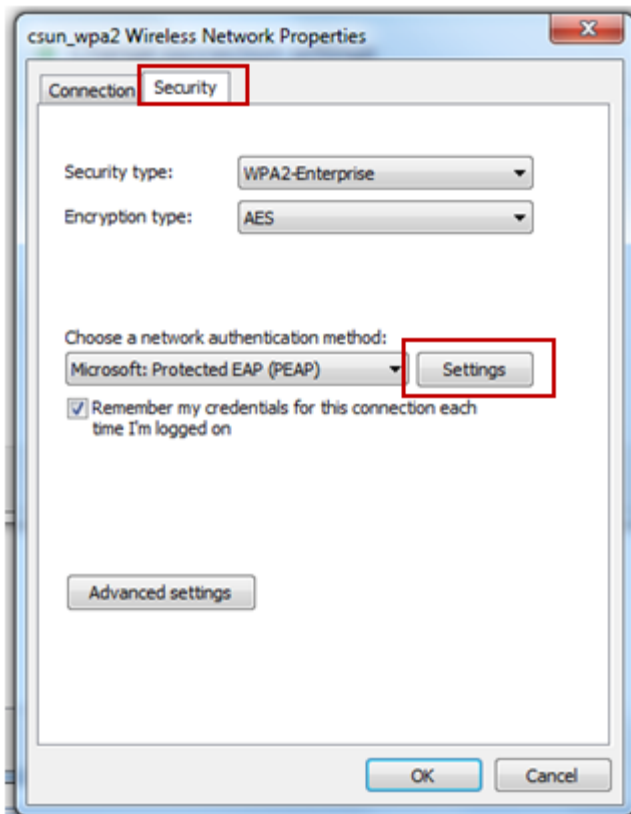 csun_wpa2 Wireless Network Properties
Connection Security
Security type: WPA2-Enterprise
Encryption type: AES
Choose a network authentication method:
Microsoft: Protected EAP (PEAP) Settings
Remember my credentials for this connection each
time I'm logged on
Advanced settings
OK Cancel